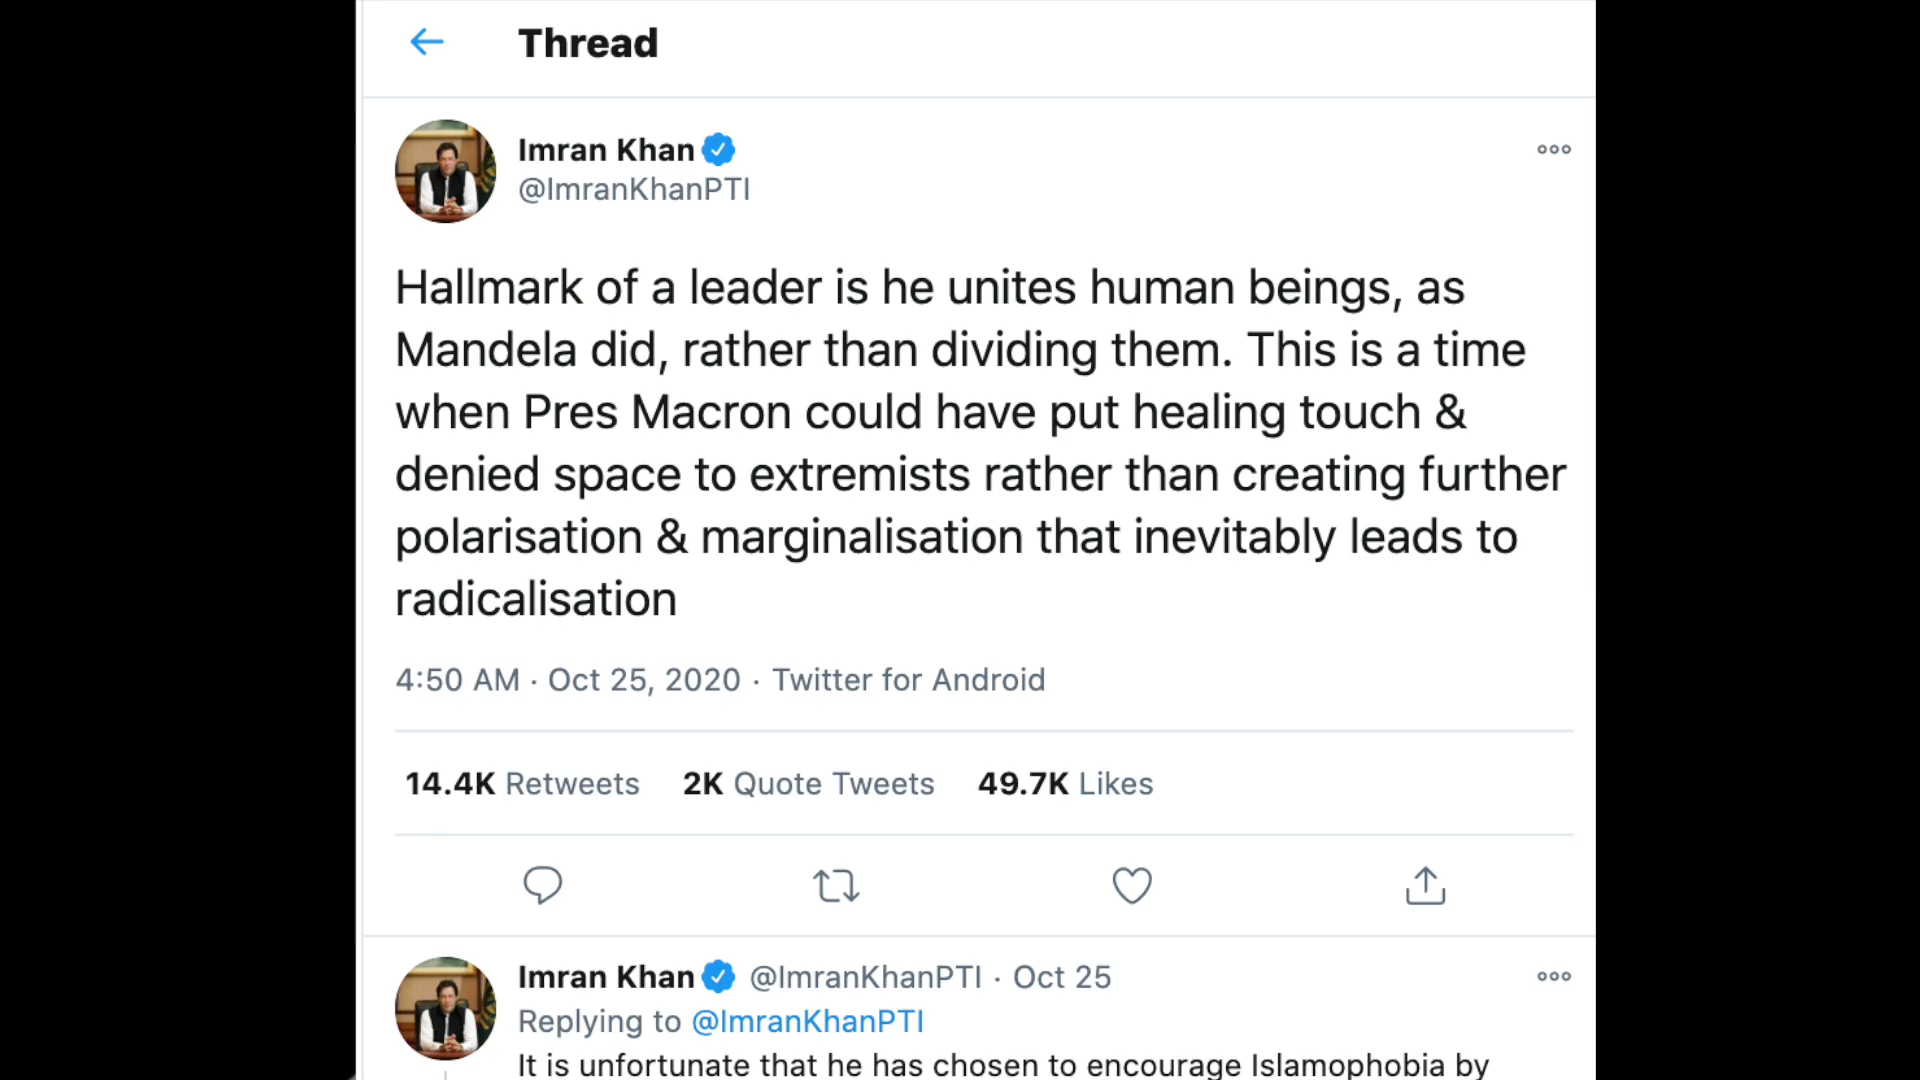 Thread
Imran Khan
@ImranKhanPTI
Hallmark of a leader is he unites human beings, as
Mandela did, rather than dividing them. This is a time
when Pres Macron could have put healing touch &
denied space to extremists rather than creating further
polarisation & marginalisation that inevitably leads to
radicalisation
4:50 AM · Oct 25, 2020 · Twitter for Android
14.4K Retweets 2K Quote Tweets 49.7K Likes
Imran Khan @ImranKhanPTI · Oct 25
Replying to @ImranKhanPTI
It is unfortunate that he has chosen to encourage Islamophobia by